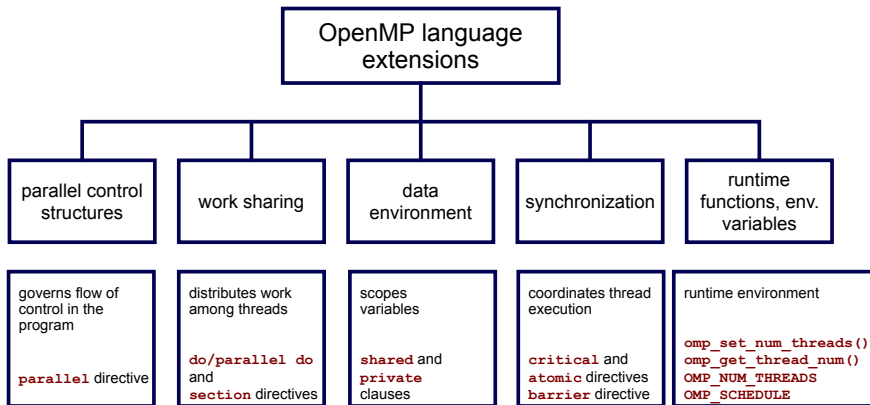 OpenMP language
extensions
parallel control
structures
work sharing
data
environment
synchronization
runtime
functions, env.
variables
governs flow of
control in the
program
parallel directive
distributes work
among threads
do/parallel do
and
section directives
scopes
variables
shared and
private
clauses
coordinates thread
execution
critical and
atomic directives
barrier directive
runtime environment
omp_set_num_threads()
omp_get_thread_num()
OMP_NUM_THREADS
OMP_SCHEDULE